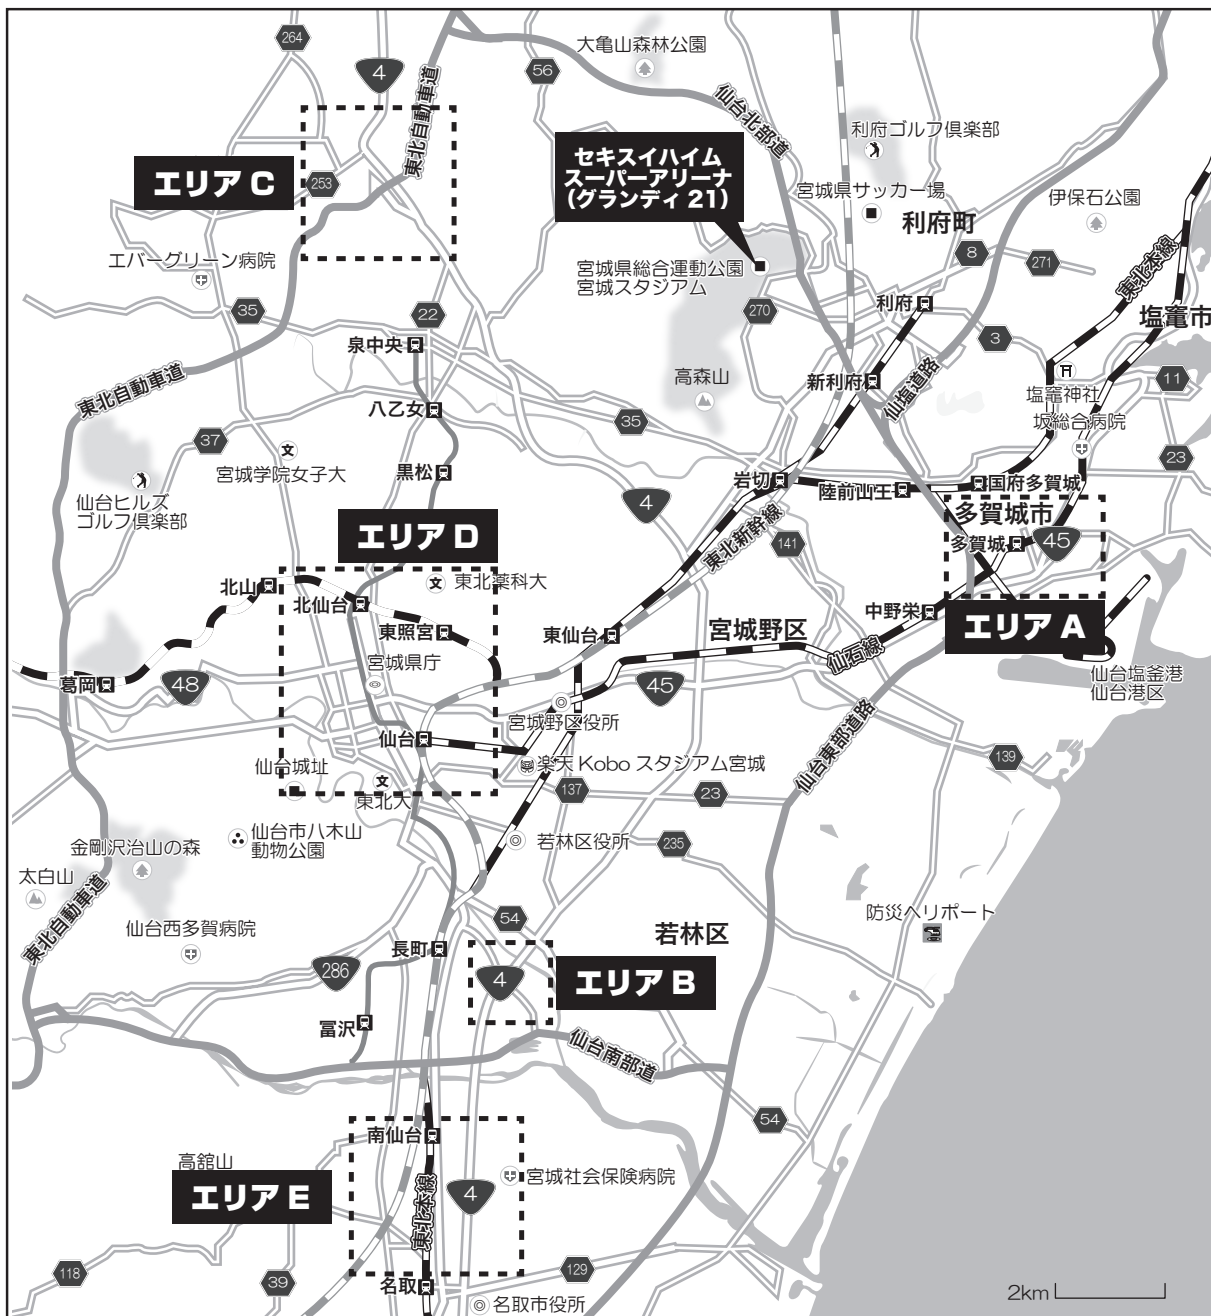 264
4
56
大亀山森林公園
東北自動車道
仙台北部道
利府ゴルフ倶楽部
セキスイハイム
スーパーアリーナ
（グランディ21）
エリア C
253
宮城県サッカー場
伊保石公園
利府町
エバーグリーン病院
宮城県総合運動公園
宮城スタジアム
8
271
東北本線
35
22
270
利府
塩竈市
泉中央
3
高森山
新利府
仙塩道路
塩竈神社
11
東北自動車道
八乙女
坂総合病院
35
37
宮城学院女子大
黒松
23
仙台ヒルズ
ゴルフ倶楽部
岩切
陸前山王
国府多賀城
4
多賀城市
エリア D
東北新幹線
141
多賀城
45
北山
東北薬科大
北仙台
中野栄
エリア A
東照宮
東仙台
宮城野区
仙石線
宮城県庁
葛岡
48
45
仙台塩釜港
仙台港区
宮城野区役所
仙台東部道路
仙台
仙台城址
楽天 Kobo スタジアム宮城
139
東北大
137
23
仙台市八木山
動物公園
若林区役所
235
金剛沢治山の森
太白山
東北自動車道
仙台西多賀病院
54
若林区
防災ヘリポート
長町
286
4
エリア B
富沢
仙台南部道
54
南仙台
高舘山
エリア E
4
宮城社会保険病院
東北本線
118
39
名取
129
名取市役所
2km